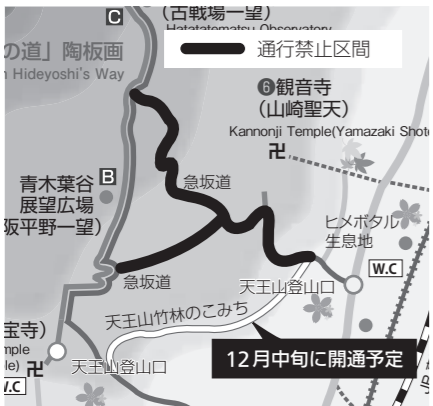 C
(古戦場一望)
Hatatatematsu Observatory
の道」陶板画
Hideyoshi's Way
通行禁止区間
❻観音寺
(山崎聖天)
Kannonji Temple(Yamazaki
卍
急坂道
B
青木葉谷
展望広場
阪平野一望)
ヒメボタル
生息地
W.C
急坂道
天王山登山口
天王山竹林のこみち
宝寺)
mple
le)
卍
天王山登山口
12月中旬に開通予定
W.C